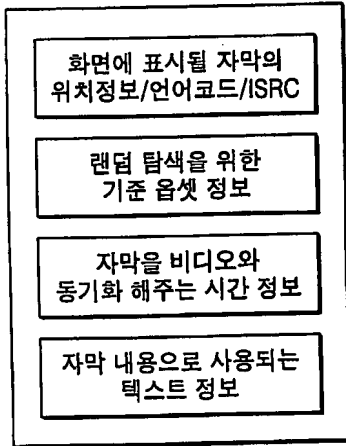 화면에 표시될 자막의
위치정보/언어코드/ISRC
랜덤 탐색을 위한
기준 옵셋 정보
자막을 비디오와
동기화 해주는 시간 정보
자막 내용으로 사용되는
텍스트 정보